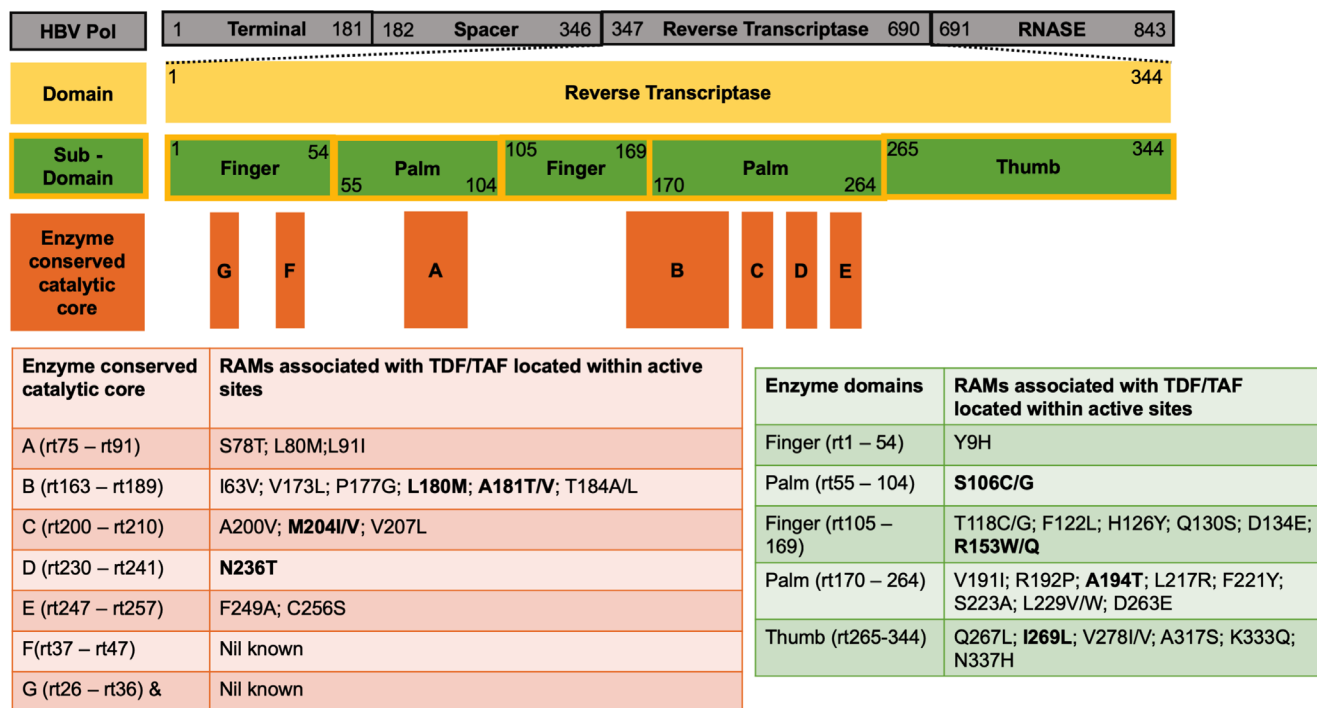 HBV Pol
1 Terminal 181 182 Spacer 346 347 Reverse Transcriptase 690 691 RNASE 843
Domain
1 344
Reverse Transcriptase
Sub -
Domain
1 54
Finger
Palm
55 104
105 169
Finger
Palm
170 264
265 344
Thumb
Enzyme
conserved
catalytic
core
G F A B C D E
Enzyme conserved
catalytic core
RAMs associated with TDF/TAF located within active
sites
A (rt75 – rt91) S78T; L80M;L91I
B (rt163 – rt189) I63V; V173L; P177G; L180M; A181T/V; T184A/L
C (rt200 – rt210) A200V; M204I/V; V207L
D (rt230 – rt241) N236T
E (rt247 – rt257) F249A; C256S
F(rt37 – rt47) Nil known
G (rt26 – rt36) & Nil known
Enzyme domains
RAMs associated with TDF/TAF
located within active sites
Finger (rt1 – 54) Y9H
Palm (rt55 – 104) S106C/G
Finger (rt105 –
169)
T118C/G; F122L; H126Y; Q130S; D134E;
R153W/Q
Palm (rt170 – 264) V191I; R192P; A194T; L217R; F221Y;
S223A; L229V/W; D263E
Thumb (rt265-344) Q267L; I269L; V278I/V; A317S; K333Q;
N337H